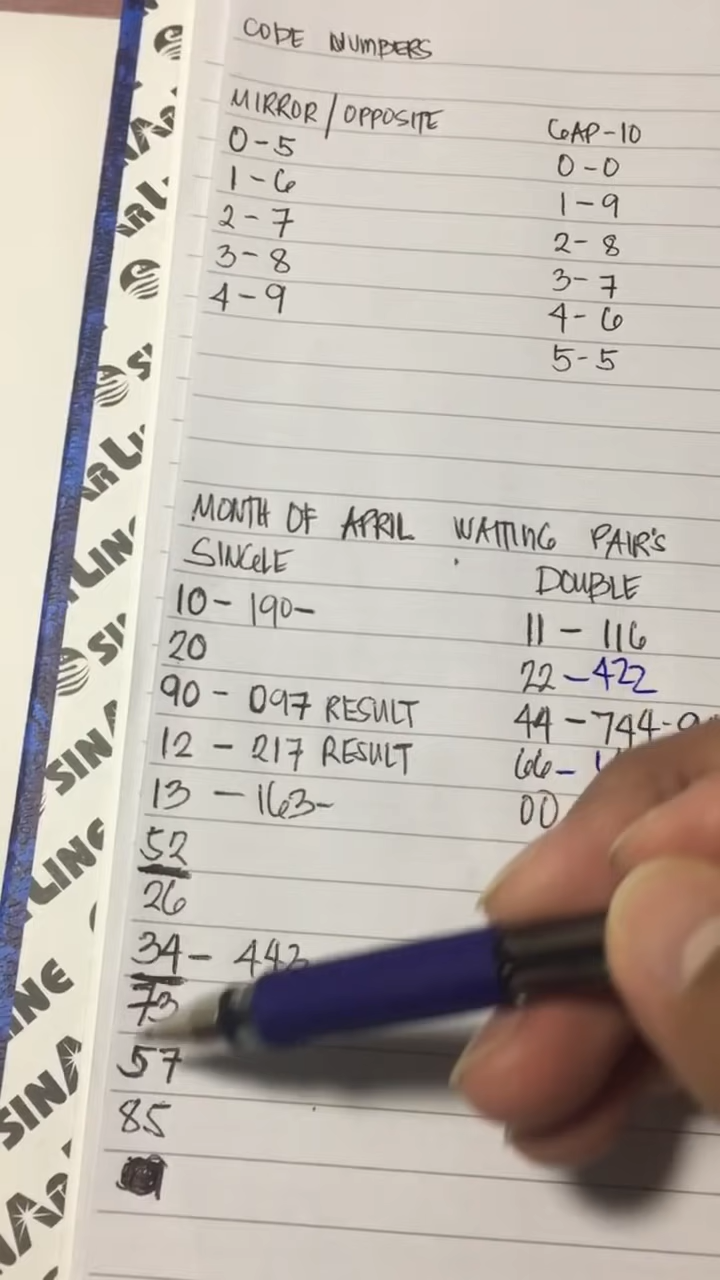 CODE NUMBERS
MIRROR / OPPOSITE
0-5
1-6
2-7
3-8
4-9
GAP-10
0-0
1-9
2-8
3-7
4-6
5-5
MONTH OF APRIL WAITING PAIR'S
SINGLE
10- 190-
20
90 - 097 RESULT
12 - 217 RESULT
13 - 163-
52
26
34- 443
73
57
85
DOUBLE
11 - 116
22 - 422
44 - 744-
66-
00